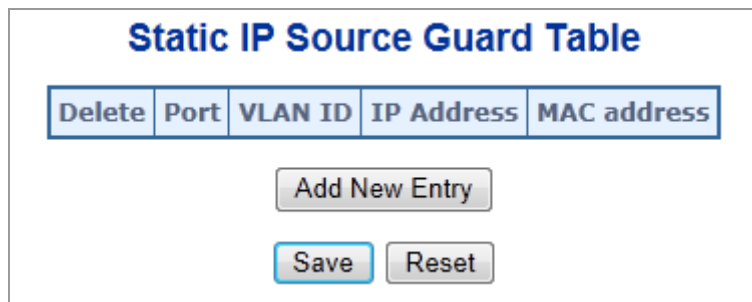 Static IP Source Guard Table
Delete Port VLAN ID IP Address MAC address
Add New Entry
Save Reset